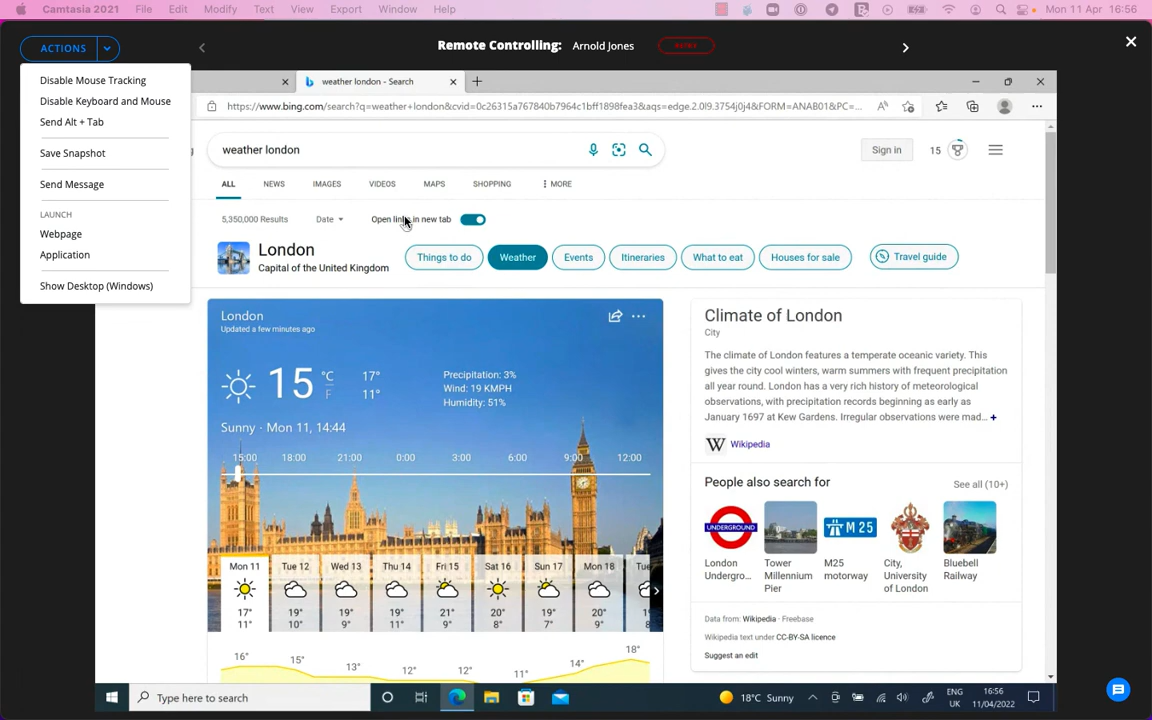 Camtasia 2021 File Edit Modify Text View Export Window Help Mon 11 Apr 16:56
ACTIONS
Remote Controlling: Arnold Jones
Disable Mouse Tracking
Disable Keyboard and Mouse
Send Alt + Tab
Save Snapshot
Send Message
LAUNCH
Webpage
Application
Show Desktop (Windows)
weather london - Search
https://www.bing.com/search?q=weather+london&cvid=0c26315a767840b7964c1bff1898fea3&aqs=edge.2.0l9.3754j0j4&FORM=ANAB01&PC=...
weather london
Sign in 15
ALL NEWS IMAGES VIDEOS MAPS SHOPPING MORE
5,350,000 Results Date Open links in new tab
London
Capital of the United Kingdom
Things to do Weather Events Itineraries What to eat Houses for sale Travel guide
London
Updated a few minutes ago
15 °C
F
17°
11°
Precipitation: 3%
Wind: 19 KMPH
Humidity: 51%
Sunny · Mon 11, 14:44
15:00 18:00 21:00 0:00 3:00 6:00 9:00 12:00
Mon 11 Tue 12 Wed 13 Thu 14 Fri 15 Sat 16 Sun 17 Mon 18 Tue
17° 19° 19° 19° 21° 20° 19° 20°
11° 10° 9° 11° 9° 8° 7° 9°
16° 15° 13° 12° 12° 11° 14° 18°
Climate of London
City
The climate of London features a temperate oceanic variety. This
gives the city cool winters, warm summers with frequent precipitation
all year round. London has a very rich history of meteorological
observations, with precipitation records beginning as early as
January 1697 at Kew Gardens. Irregular observations were mad... +
W Wikipedia
People also search for See all (10+)
UNDERGROUND
M 25
London
Undergro...
Tower
Millennium
Pier
M25
motorway
City,
University
of London
Bluebell
Railway
Data from: Wikipedia · Freebase
Wikipedia text under CC-BY-SA licence
Suggest an edit
Type here to search
18°C Sunny
ENG
UK
16:56
11/04/2022